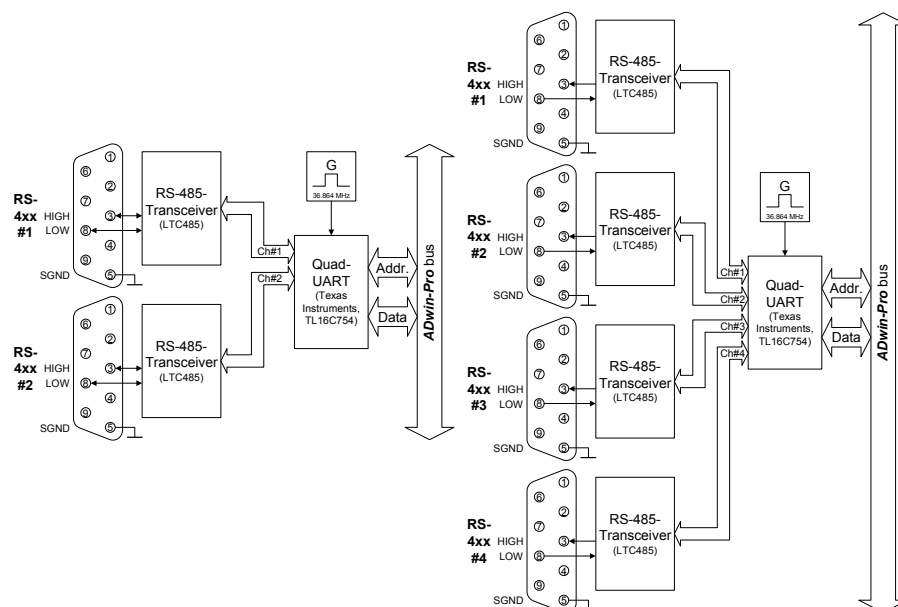 RS-
4xx
#1
HIGH
LOW
SGND
1
6
2
7
3
8
4
9
5
RS-485-
Transceiver
(LTC485)
RS-
4xx
#2
HIGH
LOW
SGND
1
6
2
7
3
8
4
9
5
RS-485-
Transceiver
(LTC485)
G
36.864 MHz
Ch#1
Ch#2
Quad-
UART
(Texas
Instruments,
TL16C754)
Addr.
Data
ADwin-Pro bus
RS-
4xx
#1
HIGH
LOW
SGND
1
6
2
7
3
8
4
9
5
RS-485-
Transceiver
(LTC485)
RS-
4xx
#2
HIGH
LOW
SGND
1
6
2
7
3
8
4
9
5
RS-485-
Transceiver
(LTC485)
RS-
4xx
#3
HIGH
LOW
SGND
1
6
2
7
3
8
4
9
5
RS-485-
Transceiver
(LTC485)
RS-
4xx
#4
HIGH
LOW
SGND
1
6
2
7
3
8
4
9
5
RS-485-
Transceiver
(LTC485)
G
36.864 MHz
Ch#1
Ch#2
Ch#3
Ch#4
Quad-
UART
(Texas
Instruments,
TL16C754)
Addr.
Data
ADwin-Pro bus